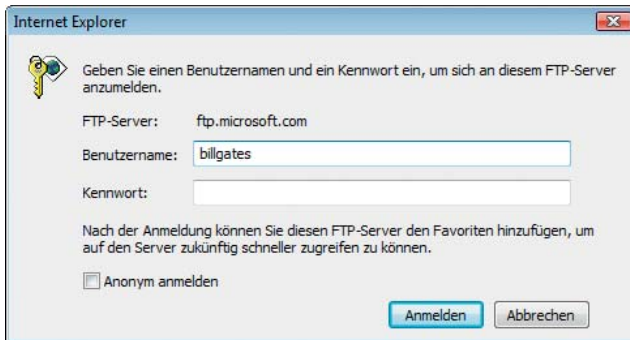 Internet Explorer
Geben Sie einen Benutzernamen und ein Kennwort ein, um sich an diesem FTP-Server
anzumelden.
FTP-Server: ftp.microsoft.com
Benutzername: billgates
Kennwort:
Nach der Anmeldung können Sie diesen FTP-Server den Favoriten hinzufügen, um
auf den Server zukünftig schneller zugreifen zu können.
Anonym anmelden
Anmelden Abbrechen